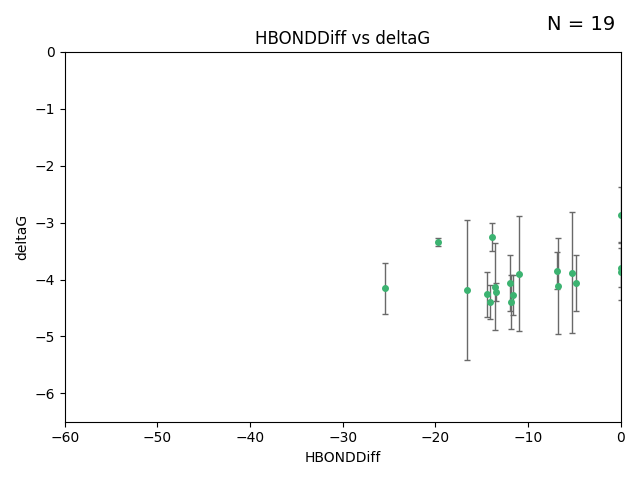 N = 19
HBONDDiff vs deltaG
0
−1
−2
−3
−4
−5
−6
deltaG
−60 −50 −40 −30 −20 −10 0
HBONDDiff